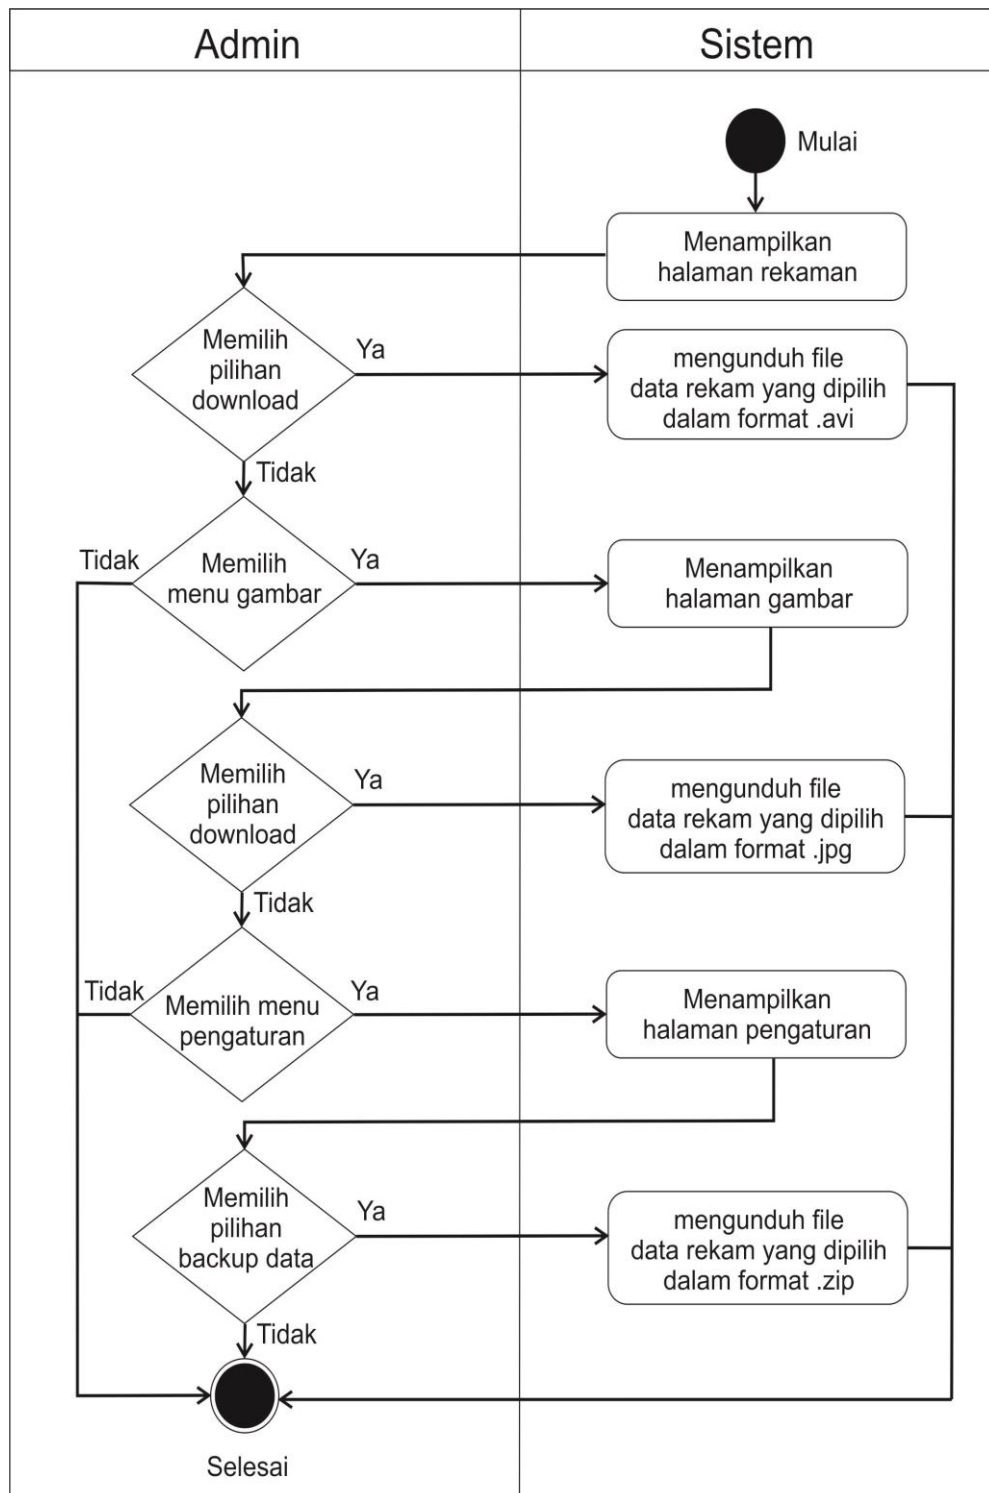 Admin
Sistem
Mulai
Menampilkan
halaman rekaman
Memilih
pilihan
download
Ya
mengunduh file
data rekam yang dipilih
dalam format .avi
Tidak
Tidak
Memilih
menu gambar
Ya
Menampilkan
halaman gambar
Memilih
pilihan
download
Ya
mengunduh file
data rekam yang dipilih
dalam format .jpg
Tidak
Tidak
Memilih menu
pengaturan
Ya
Menampilkan
halaman pengaturan
Memilih
pilihan
backup data
Ya
mengunduh file
data rekam yang dipilih
dalam format .zip
Tidak
Selesai